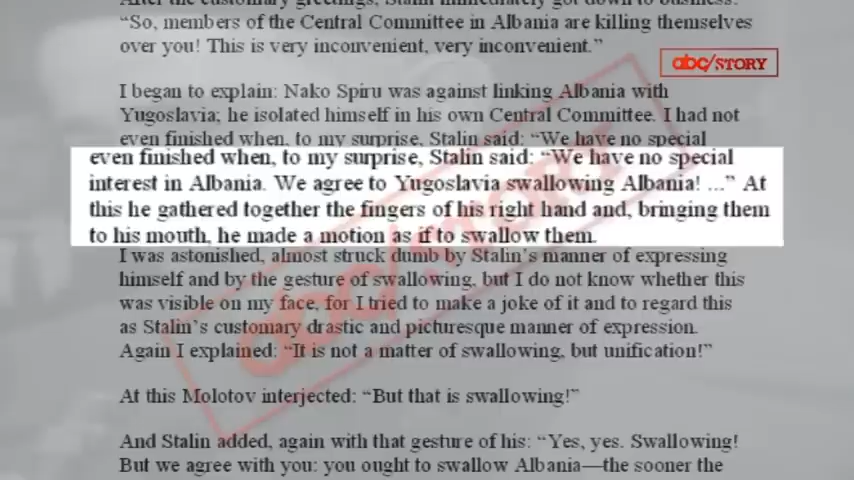 After the customary greetings, Stalin immediately got down to business:
“So, members of the Central Committee in Albania are killing themselves
over you! This is very inconvenient, very inconvenient.”
abc/STORY
I began to explain: Nako Spiru was against linking Albania with
Yugoslavia; he isolated himself in his own Central Committee. I had not
even finished when, to my surprise, Stalin said: “We have no special
even finished when, to my surprise, Stalin said: “We have no special
interest in Albania. We agree to Yugoslavia swallowing Albania! ...” At
this he gathered together the fingers of his right hand and, bringing them
to his mouth, he made a motion as if to swallow them.
I was astonished, almost struck dumb by Stalin’s manner of expressing
himself and by the gesture of swallowing, but I do not know whether this
was visible on my face, for I tried to make a joke of it and to regard this
as Stalin’s customary drastic and picturesque manner of expression.
Again I explained: “It is not a matter of swallowing, but unification!”
abc/STORY
At this Molotov interjected: “But that is swallowing!”
And Stalin added, again with that gesture of his: “Yes, yes. Swallowing!
But we agree with you: you ought to swallow Albania—the sooner the